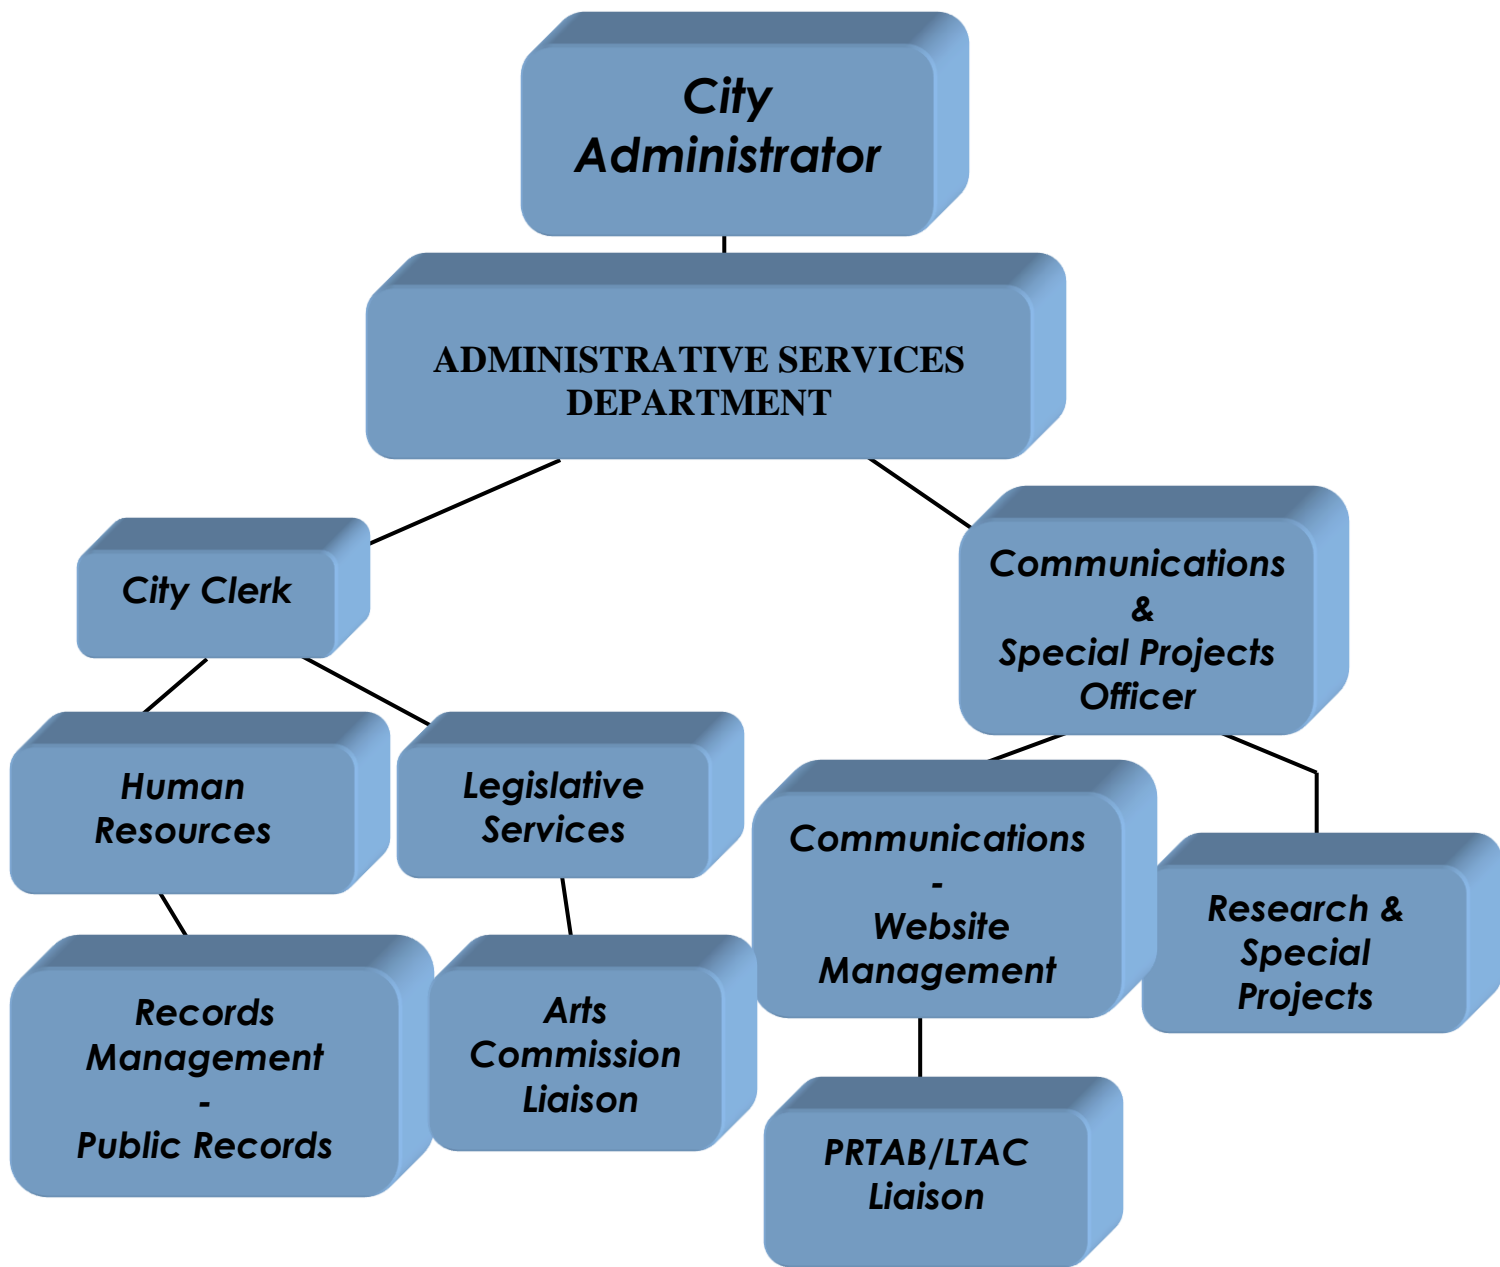 City
Administrator
ADMINISTRATIVE SERVICES
DEPARTMENT
City Clerk
Communications
&
Special Projects
Officer
Human
Resources
Legislative
Services
Communications
-
Website
Management
Research &
Special
Projects
Records
Management
-
Public Records
Arts
Commission
Liaison
PRTAB/LTAC
Liaison